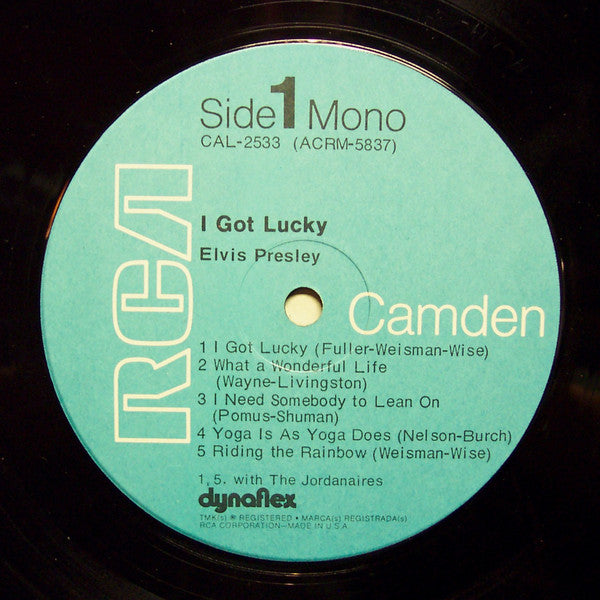 Side 1 Mono
CAL-2533 (ACRM-5837)
RCA
I Got Lucky
Elvis Presley
Camden
1 I Got Lucky (Fuller-Weisman-Wise)
2 What a Wonderful Life
(Wayne-Livingston)
3 I Need Somebody to Lean On
(Pomus-Shuman)
4 Yoga Is As Yoga Does (Nelson-Burch)
5 Riding the Rainbow (Weisman-Wise)
1, 5. with The Jordanaires
dynaflex
TMK(s) ® REGISTERED • MARCA(s) REGISTRADA(s)
RCA CORPORATION—MADE IN U.S.A